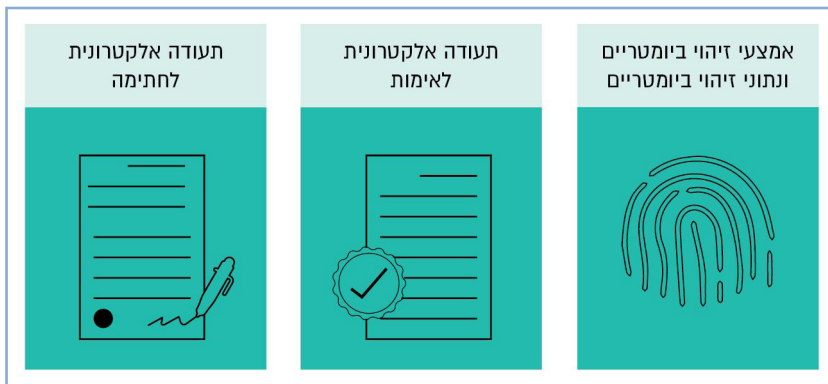 אמצעי זיהוי ביומטריים
ונתוני זיהוי ביומטריים
תעודה אלקטרונית
לאימות
תעודה אלקטרונית
לחתימה